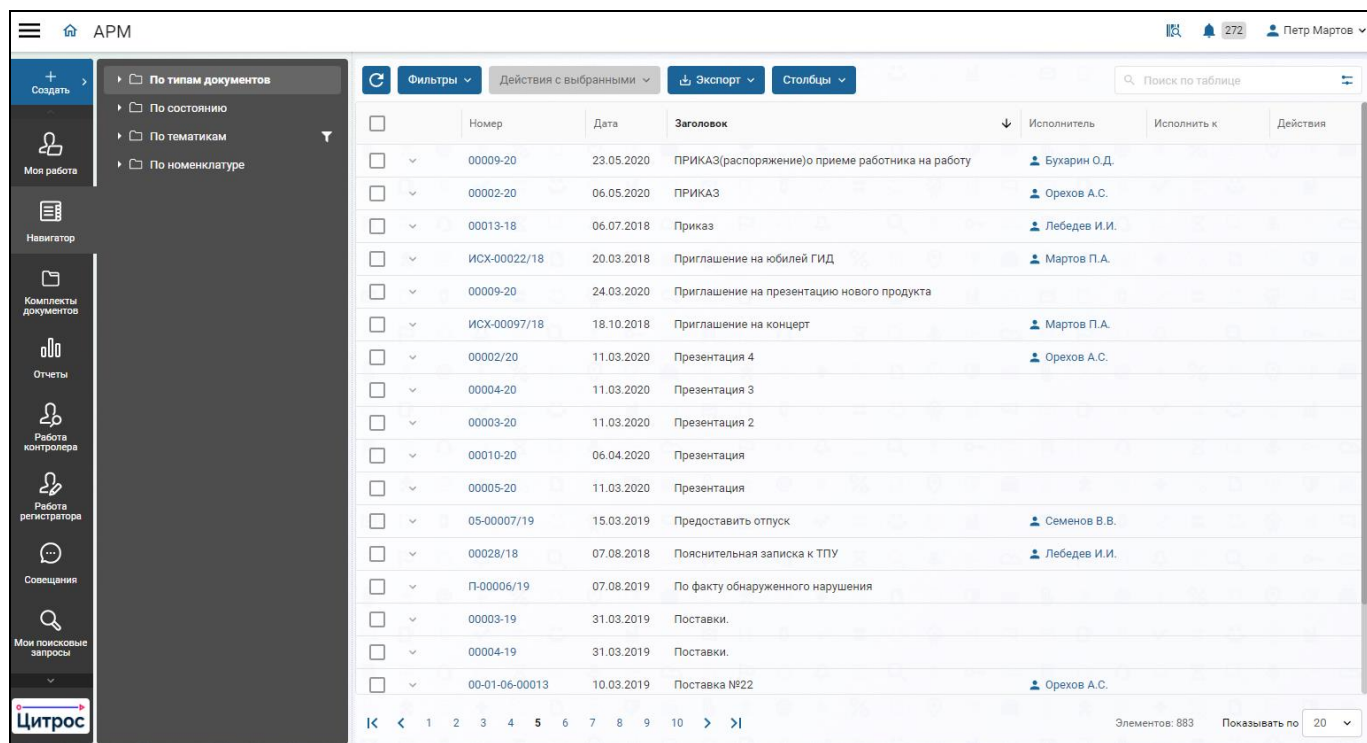 АРМ
272
Петр Мартов
+
Создать
Моя работа
Навигатор
Комплекты
документов
Отчеты
Работа
контролера
Работа
регистратора
Совещания
Мои поисковые
запросы
Цитрос
По типам документов
По состоянию
По тематикам
По номенклатуре
Фильтры Действия с выбранными Экспорт Столбцы Поиск по таблице
Номер Дата Заголовок Исполнитель Исполнить к Действия
00009-20 23.05.2020 ПРИКАЗ(распоряжение)о приеме работника на работу Бухарин О.Д.
00002-20 06.05.2020 ПРИКАЗ Орехов А.С.
00013-18 06.07.2018 Приказ Лебедев И.И.
ИСХ-00022/18 20.03.2018 Приглашение на юбилей ГИД Мартов П.А.
00009-20 24.03.2020 Приглашение на презентацию нового продукта
ИСХ-00097/18 18.10.2018 Приглашение на концерт Мартов П.А.
00002/20 11.03.2020 Презентация 4 Орехов А.С.
00004-20 11.03.2020 Презентация 3
00003-20 11.03.2020 Презентация 2
00010-20 06.04.2020 Презентация
00005-20 11.03.2020 Презентация
05-00007/19 15.03.2019 Предоставить отпуск Семенов В.В.
00028/18 07.08.2018 Пояснительная записка к ТПУ Лебедев И.И.
П-00006/19 07.08.2019 По факту обнаруженного нарушения
00003-19 31.03.2019 Поставки.
00004-19 31.03.2019 Поставки.
00-01-06-00013 10.03.2019 Поставка №22 Орехов А.С.
1 2 3 4 5 6 7 8 9 10 Элементов: 883 Показывать по 20